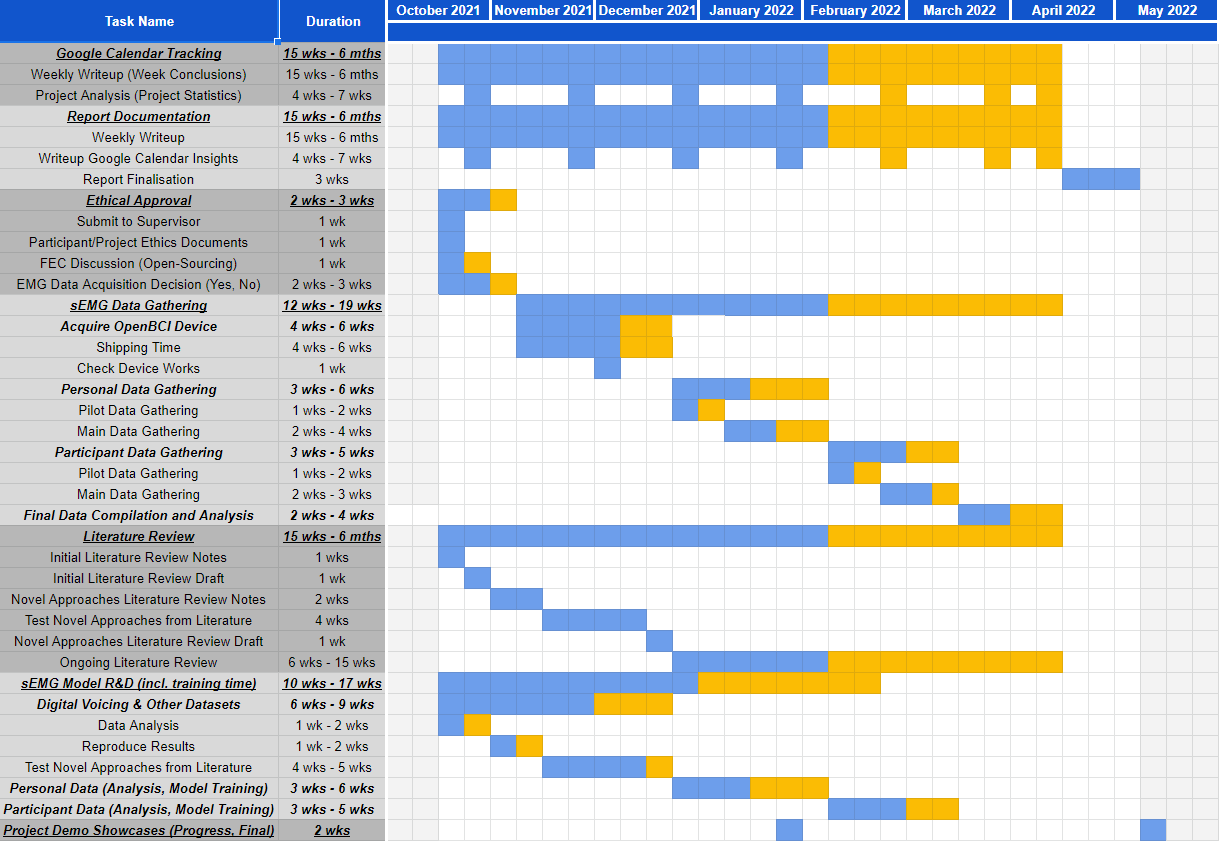 Task Name Duration October 2021 November 2021 December 2021 January 2022 February 2022 March 2022 April 2022 May 2022
Google Calendar Tracking 15 wks - 6 mths
Weekly Writeup (Week Conclusions) 15 wks - 6 mths
Project Analysis (Project Statistics) 4 wks - 7 wks
Report Documentation 15 wks - 6 mths
Weekly Writeup 15 wks - 6 mths
Writeup Google Calendar Insights 4 wks - 7 wks
Report Finalisation 3 wks
Ethical Approval 2 wks - 3 wks
Submit to Supervisor 1 wk
Participant/Project Ethics Documents 1 wk
FEC Discussion (Open-Sourcing) 1 wk
EMG Data Acquisition Decision (Yes, No) 2 wks - 3 wks
sEMG Data Gathering 12 wks - 19 wks
Acquire OpenBCI Device 4 wks - 6 wks
Shipping Time 4 wks - 6 wks
Check Device Works 1 wk
Personal Data Gathering 3 wks - 6 wks
Pilot Data Gathering 1 wks - 2 wks
Main Data Gathering 2 wks - 4 wks
Participant Data Gathering 3 wks - 5 wks
Pilot Data Gathering 1 wks - 2 wks
Main Data Gathering 2 wks - 3 wks
Final Data Compilation and Analysis 2 wks - 4 wks
Literature Review 15 wks - 6 mths
Initial Literature Review Notes 1 wks
Initial Literature Review Draft 1 wk
Novel Approaches Literature Review Notes 2 wks
Test Novel Approaches from Literature 4 wks
Novel Approaches Literature Review Draft 1 wk
Ongoing Literature Review 6 wks - 15 wks
sEMG Model R&D (incl. training time) 10 wks - 17 wks
Digital Voicing & Other Datasets 6 wks - 9 wks
Data Analysis 1 wk - 2 wks
Reproduce Results 1 wk - 2 wks
Test Novel Approaches from Literature 4 wks - 5 wks
Personal Data (Analysis, Model Training) 3 wks - 6 wks
Participant Data (Analysis, Model Training) 3 wks - 5 wks
Project Demo Showcases (Progress, Final) 2 wks